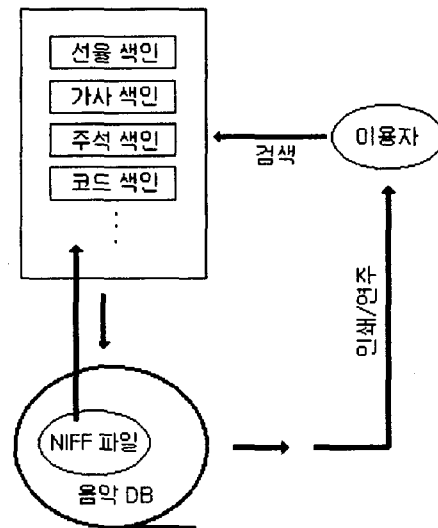 선율 색인
가사 색인
주석 색인
코드 색인
이용자
검색
인쇄/연주
NIFF 파일
음악 DB